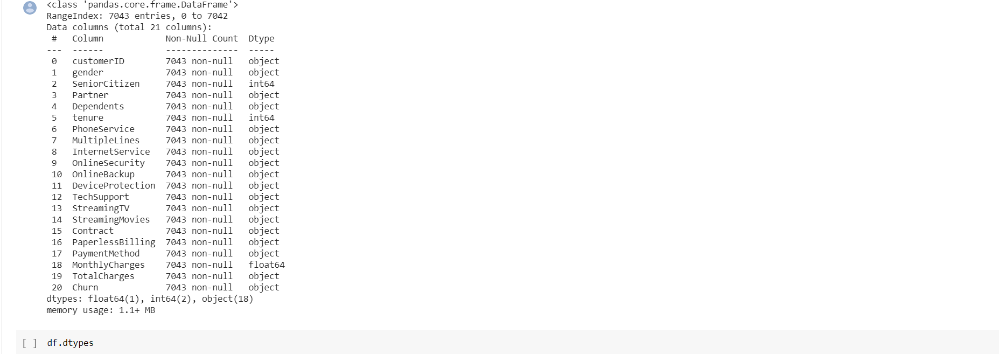 <class 'pandas.core.frame.DataFrame'>
RangeIndex: 7043 entries, 0 to 7042
Data columns (total 21 columns):
 #   Column            Non-Null Count  Dtype
---  ------            --------------  -----
 0   customerID        7043 non-null   object
 1   gender            7043 non-null   object
 2   SeniorCitizen     7043 non-null   int64
 3   Partner           7043 non-null   object
 4   Dependents        7043 non-null   object
 5   tenure            7043 non-null   int64
 6   PhoneService      7043 non-null   object
 7   MultipleLines     7043 non-null   object
 8   InternetService   7043 non-null   object
 9   OnlineSecurity    7043 non-null   object
 10  OnlineBackup      7043 non-null   object
 11  DeviceProtection  7043 non-null   object
 12  TechSupport       7043 non-null   object
 13  StreamingTV       7043 non-null   object
 14  StreamingMovies   7043 non-null   object
 15  Contract          7043 non-null   object
 16  PaperlessBilling  7043 non-null   object
 17  PaymentMethod     7043 non-null   object
 18  MonthlyCharges    7043 non-null   float64
 19  TotalCharges      7043 non-null   object
 20  Churn             7043 non-null   object
dtypes: float64(1), int64(2), object(18)
memory usage: 1.1+ MB
[ ] df.dtypes